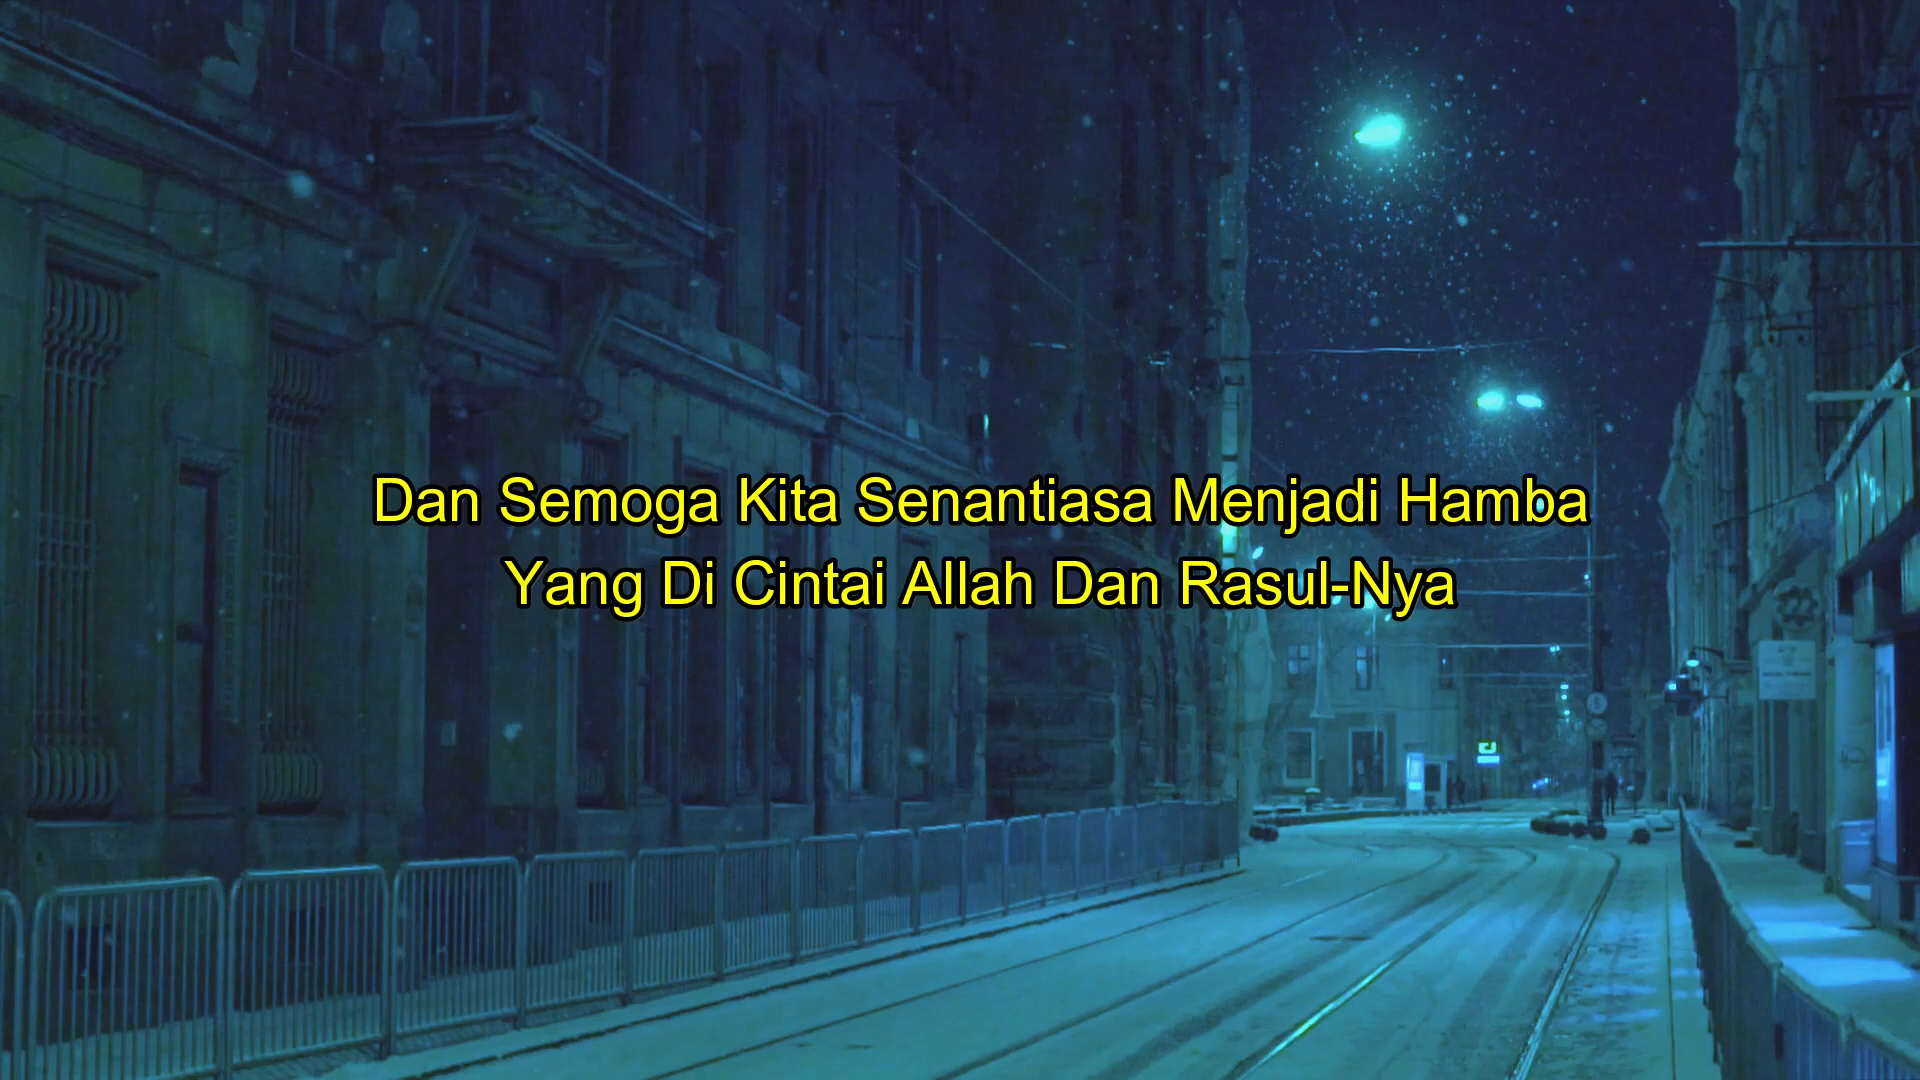 Dan Semoga Kita Senantiasa Menjadi Hamba
Yang Di Cintai Allah Dan Rasul-Nya